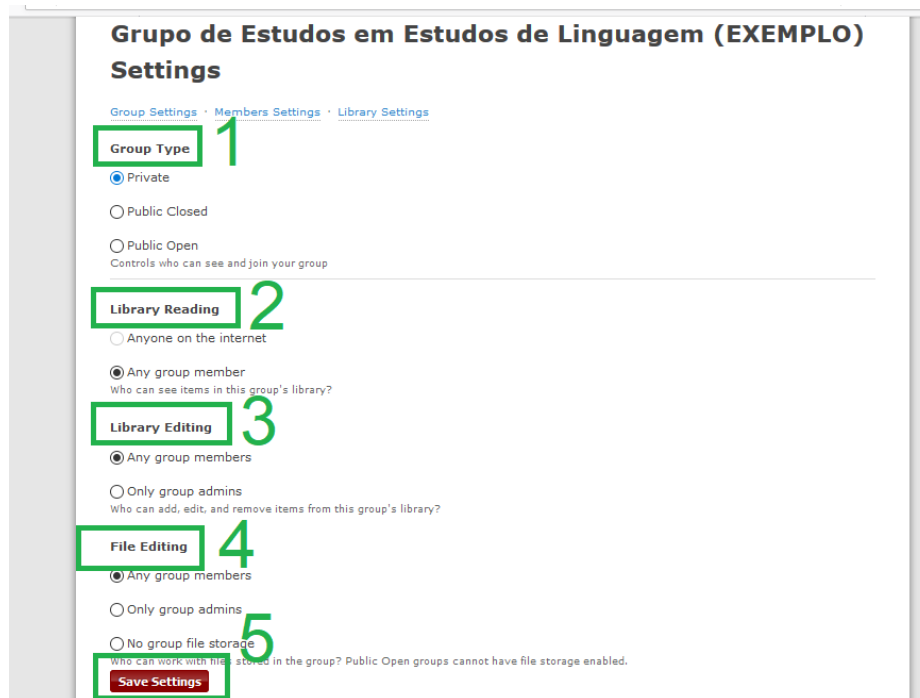 Grupo de Estudos em Estudos de Linguagem (EXEMPLO)
Settings
Group Settings · Members Settings · Library Settings
Group Type 1
Private
Public Closed
Public Open
Controls who can see and join your group
Library Reading 2
Anyone on the internet
Any group member
Who can see items in this group's library?
Library Editing 3
Any group members
Only group admins
Who can add, edit, and remove items from this group's library?
File Editing 4
Any group members
Only group admins
No group file storage 5
Who can work with files stored in the group? Public Open groups cannot have file storage enabled.
Save Settings